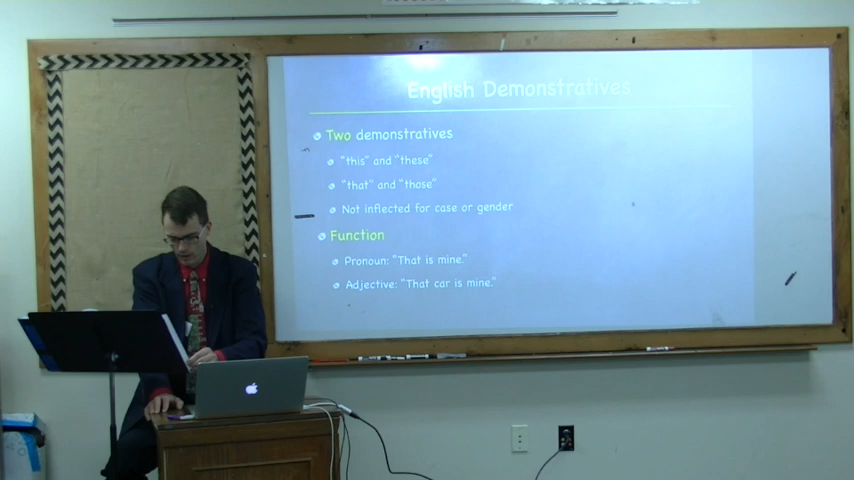 English Demonstratives
Two demonstratives
"this" and "these"
"that" and "those"
Not inflected for case or gender
Function
Pronoun: "That is mine."
Adjective: "That car is mine."